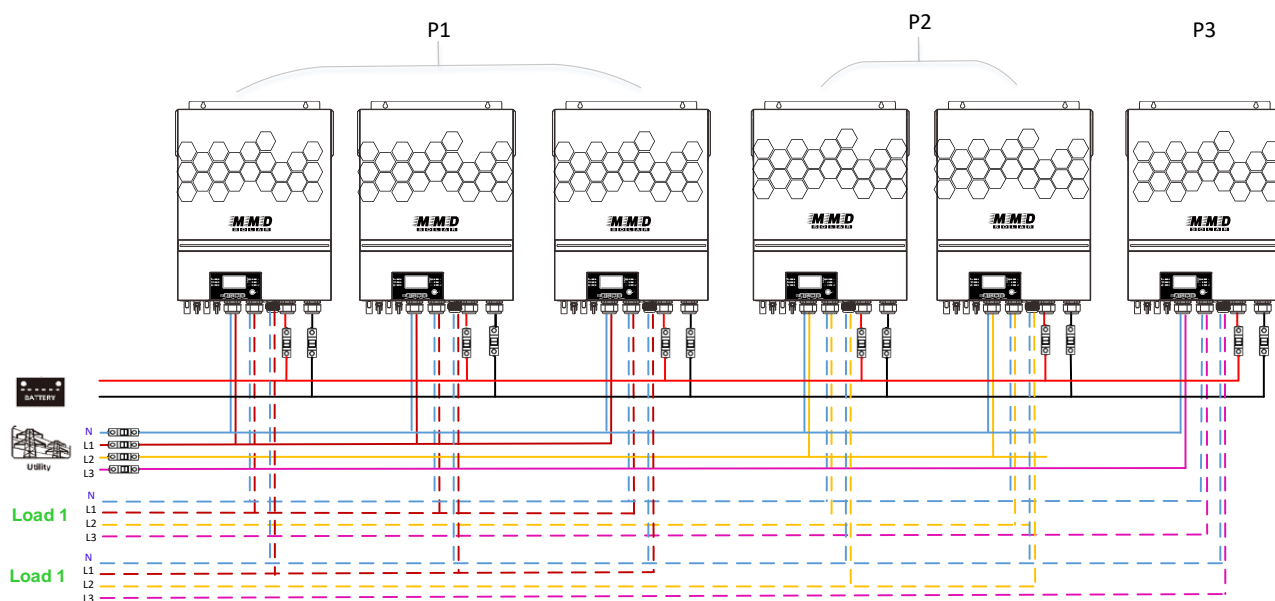 P1
P2
P3
MMD
SOLAR
MMD
SOLAR
MMD
SOLAR
MMD
SOLAR
MMD
SOLAR
MMD
SOLAR
BATTERY
N
L1
L2
L3
Utility
N
L1
L2
L3
Load 1
N
L1
L2
L3
Load 1